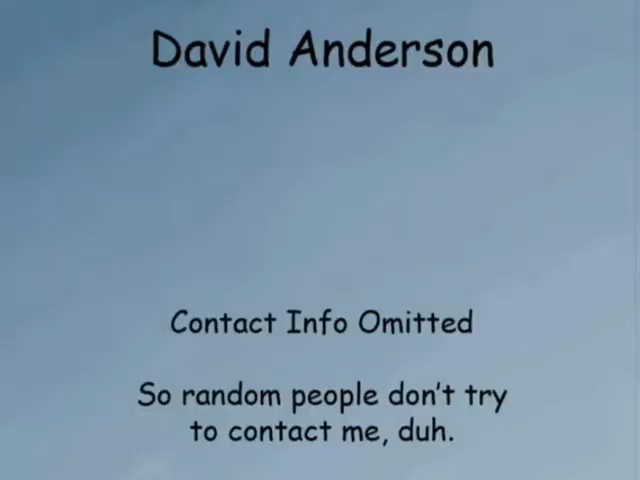 David Anderson
Contact Info Omitted
So random people don't try
to contact me, duh.